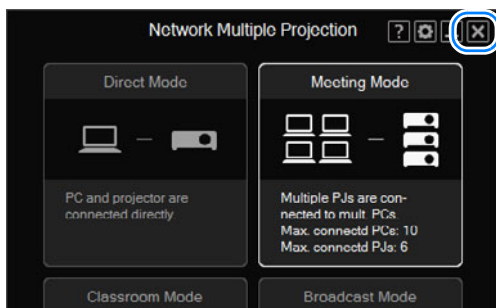 Network Multiple Projection
?
Direct Mode
Meeting Mode
PC and projector are
connected directly
Multiple PJs are con-
nected to mult. PCs.
Max. connectd PCs: 10
Max. connectd PJs: 6
Classroom Mode
Broadcast Mode